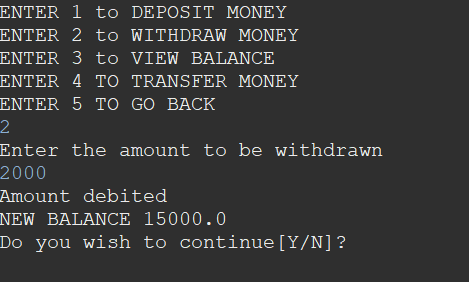 ENTER 1 to DEPOSIT MONEY
ENTER 2 to WITHDRAW MONEY
ENTER 3 to VIEW BALANCE
ENTER 4 TO TRANSFER MONEY
ENTER 5 TO GO BACK
2
Enter the amount to be withdrawn
2000
Amount debited
NEW BALANCE 15000.0
Do you wish to continue[Y/N]?